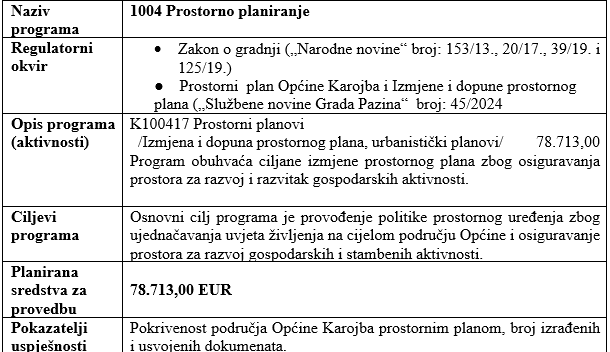 Naziv programa
1004 Prostorno planiranje
Regulatorni okvir
• Zakon o gradnji („Narodne novine“ broj: 153/13., 20/17., 39/19. i
125/19.)
● Prostorni plan Općine Karojba i Izmjene i dopune prostornog
plana („Službene novine Grada Pazina“ broj: 45/2024
Opis programa (aktivnosti)
K100417 Prostorni planovi
/Izmjena i dopuna prostornog plana, urbanistički planovi/ 78.713,00
Program obuhvaća ciljane izmjene prostornog plana zbog osiguravanja
prostora za razvoj i razvitak gospodarskih aktivnosti.
Ciljevi programa
Osnovni cilj programa je provođenje politike prostornog uređenja zbog
ujednačavanja uvjeta življenja na cijelom području Općine i osiguravanje
prostora za razvoj gospodarskih i stambenih aktivnosti.
Planirana sredstva za provedbu
78.713,00 EUR
Pokazatelji uspješnosti
Pokrivenost područja Općine Karojba prostornim planom, broj izrađenih
i usvojenih dokumenata.